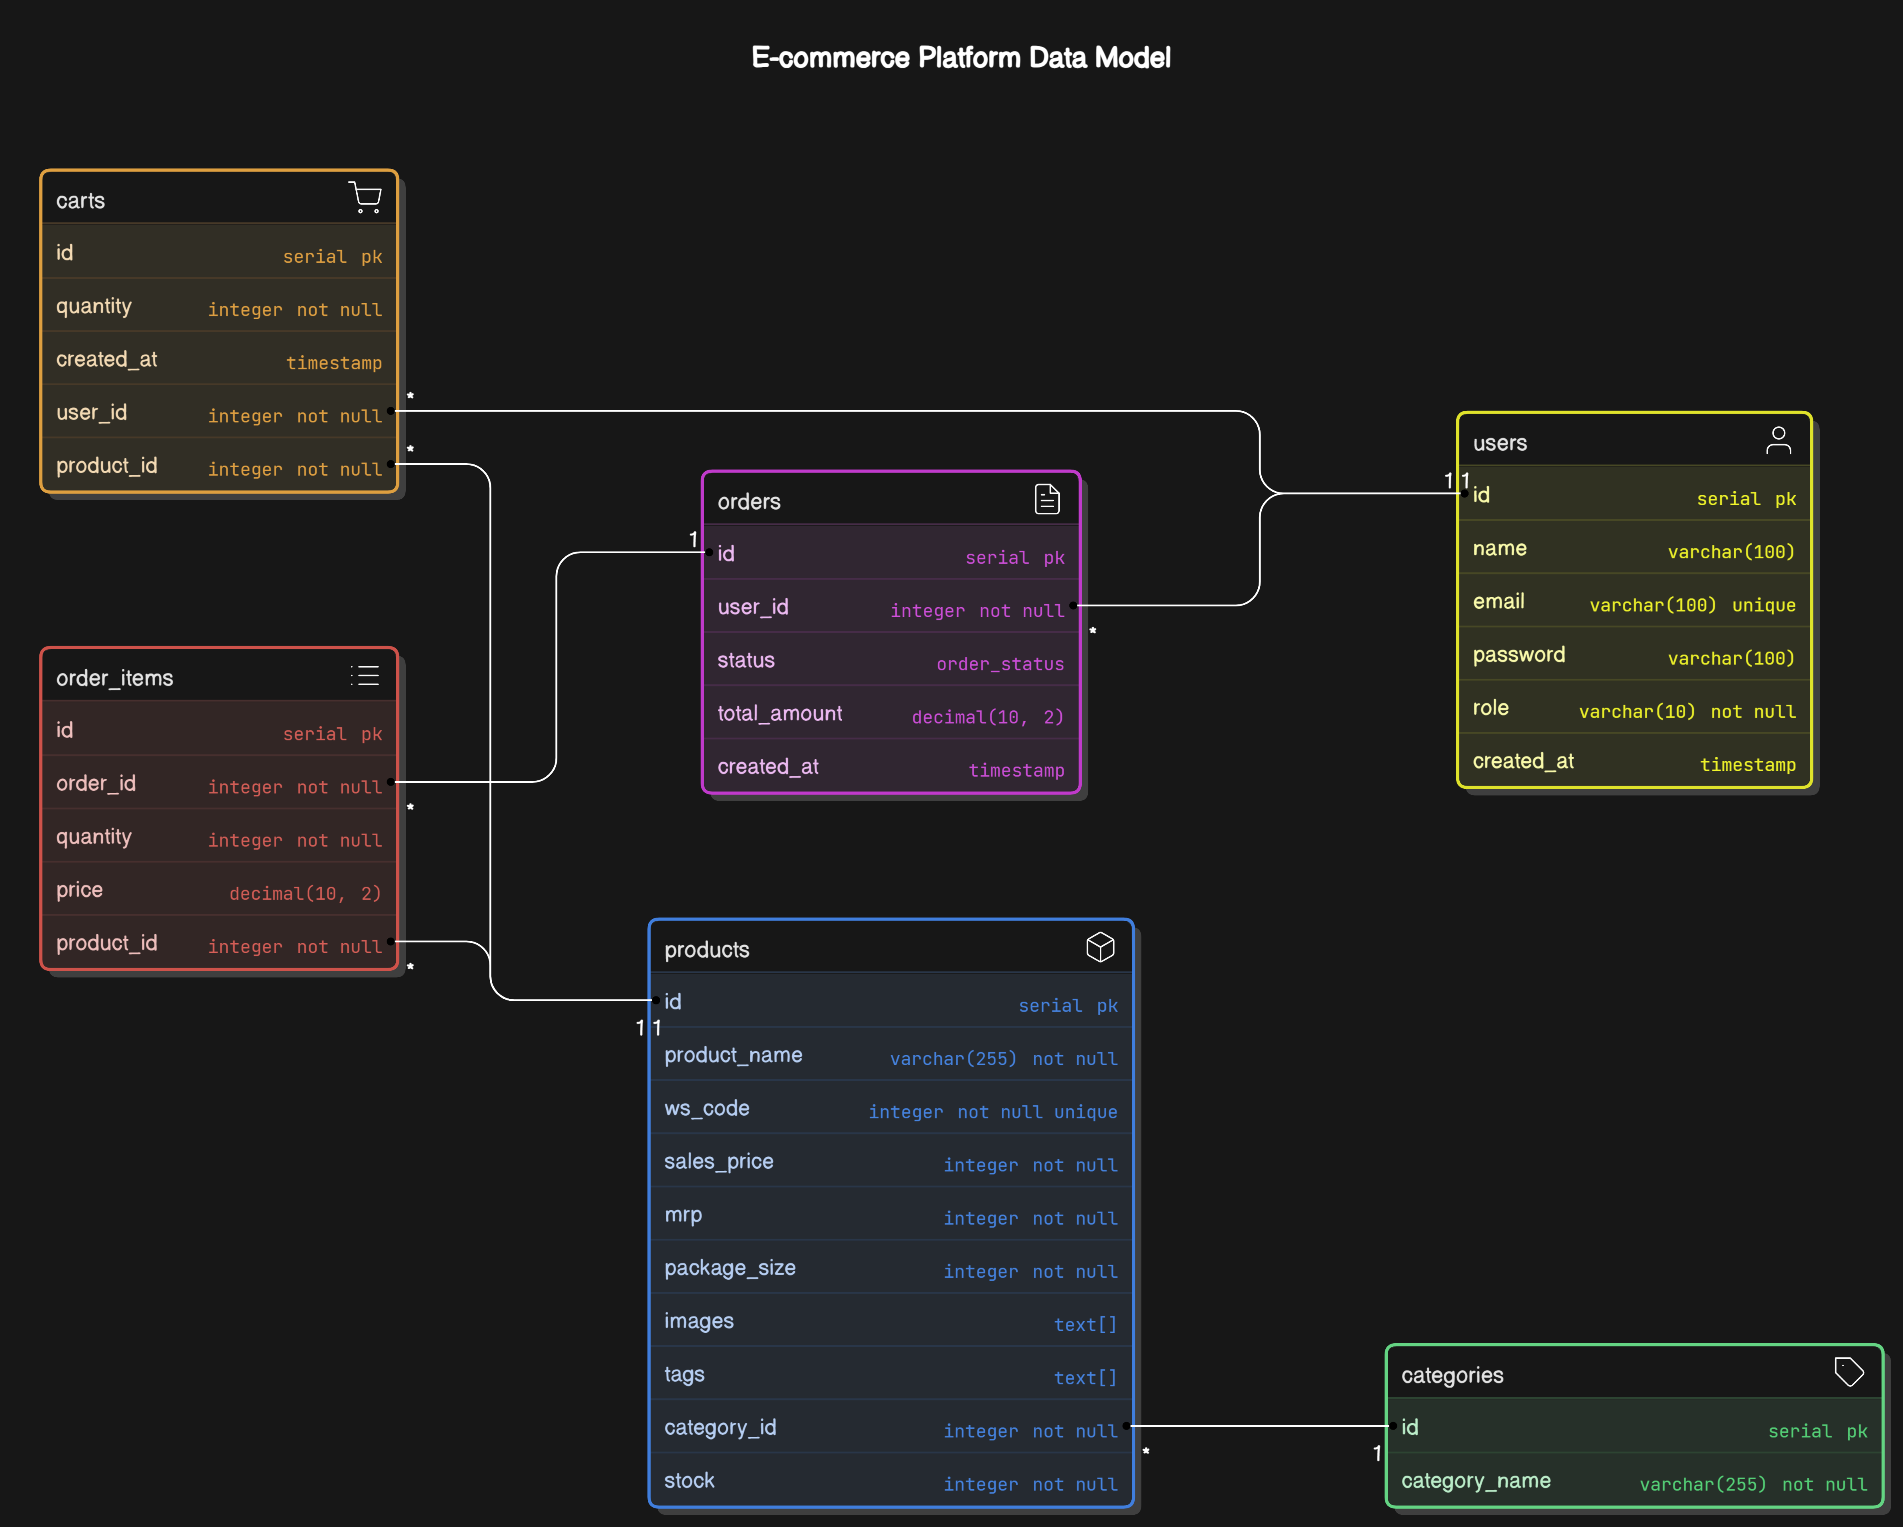 E-commerce Platform Data Model
carts
id serial pk
quantity integer not null
created_at timestamp
*
user_id integer not null
*
product_id integer not null
users
1 1
id serial pk
name varchar(100)
email varchar(100) unique
password varchar(100)
role varchar(10) not null
created_at timestamp
orders
1
id serial pk
user_id integer not null
*
status order_status
total_amount decimal(10, 2)
created_at timestamp
order_items
id serial pk
order_id integer not null
*
quantity integer not null
price decimal(10, 2)
product_id integer not null
*
products
id serial pk
1 1
product_name varchar(255) not null
ws_code integer not null unique
sales_price integer not null
mrp integer not null
package_size integer not null
images text[]
tags text[]
category_id integer not null
*
stock integer not null
categories
id serial pk
1
category_name varchar(255) not null